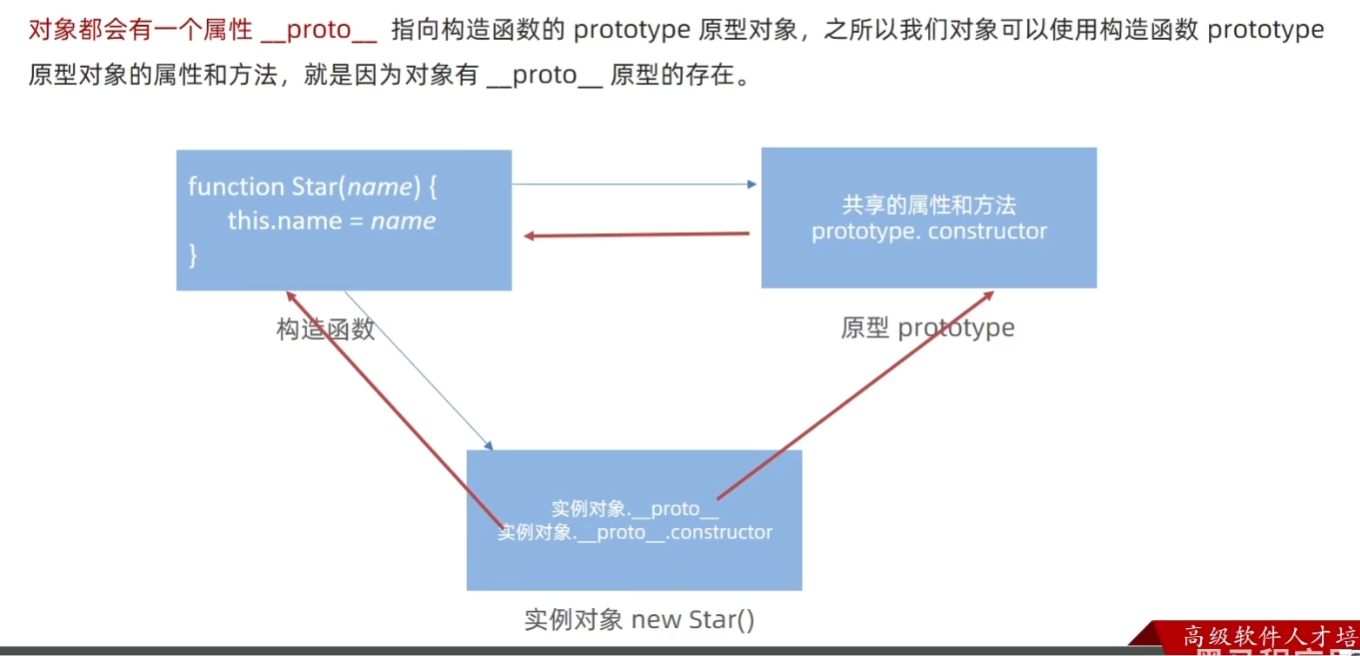 对象都会有一个属性 __proto__ 指向构造函数的 prototype 原型对象，之所以我们对象可以使用构造函数 prototype
原型对象的属性和方法，就是因为对象有 __proto__ 原型的存在。
function Star(name) {
this.name = name
}
共享的属性和方法
prototype. constructor
构造函数
原型 prototype
实例对象.__proto__
实例对象.__proto__.constructor
实例对象 new Star()
高级软件人才培